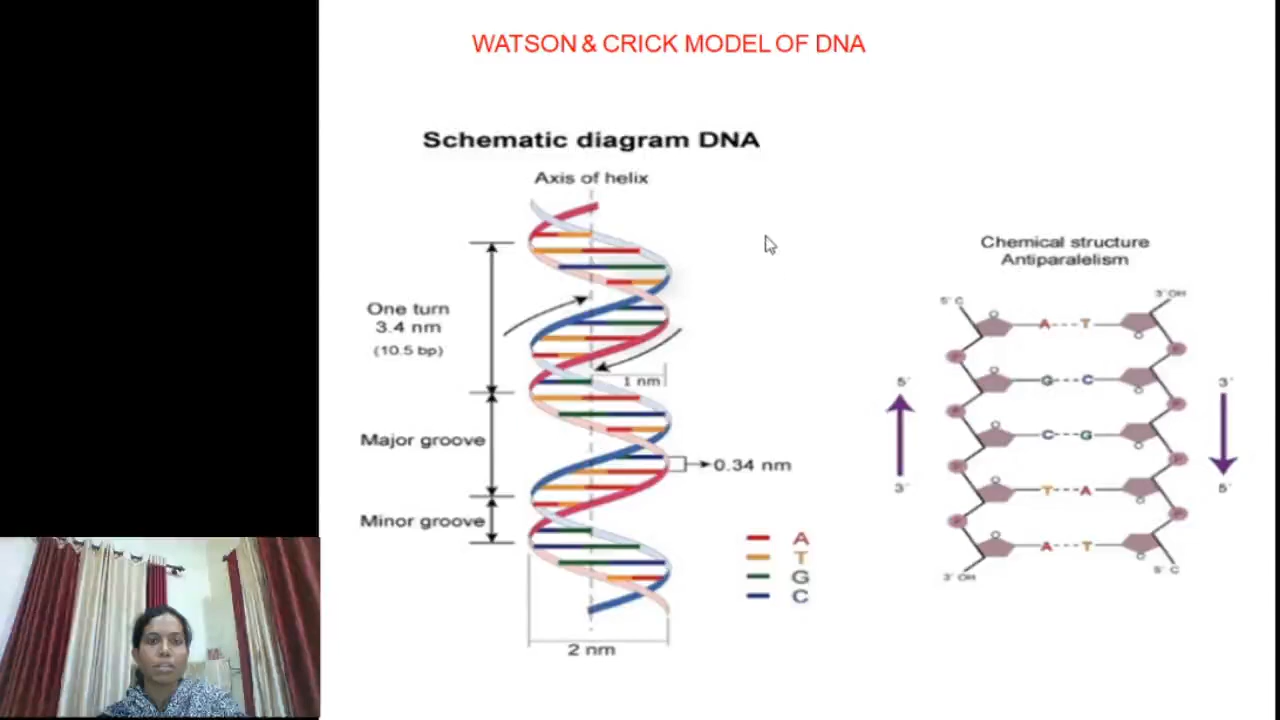 WATSON & CRICK MODEL OF DNA
Schematic diagram DNA
Axis of helix
One turn
3.4 nm
(10.5 bp)
1 nm
Major groove
0.34 nm
Minor groove
A
T
G
C
2 nm
Chemical structure
Antiparalelism
5' C
3' OH
A T
G C
C G
T A
A T
5'
3'
3'
5'
3' OH
5' C